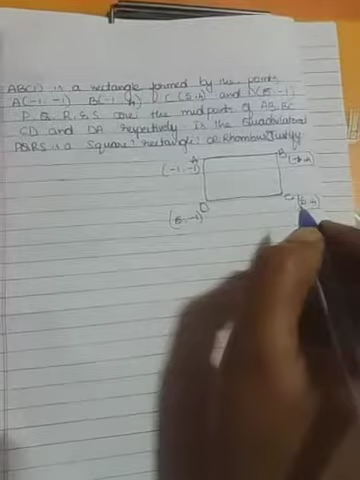 ABCD is a rectangle formed by the points
A(-1, -1) B(-1, 4) C(5,4) and D(5, -1)
P, Q, R, & S are the midpoints of AB, BC
CD and DA repectively. is the Quadrilateral
PQRS is a Square? rectangle? OR Rhombus? Justify
A B
(-1, -1) (-1, 4)
D C (5, 4)
(5, -1)